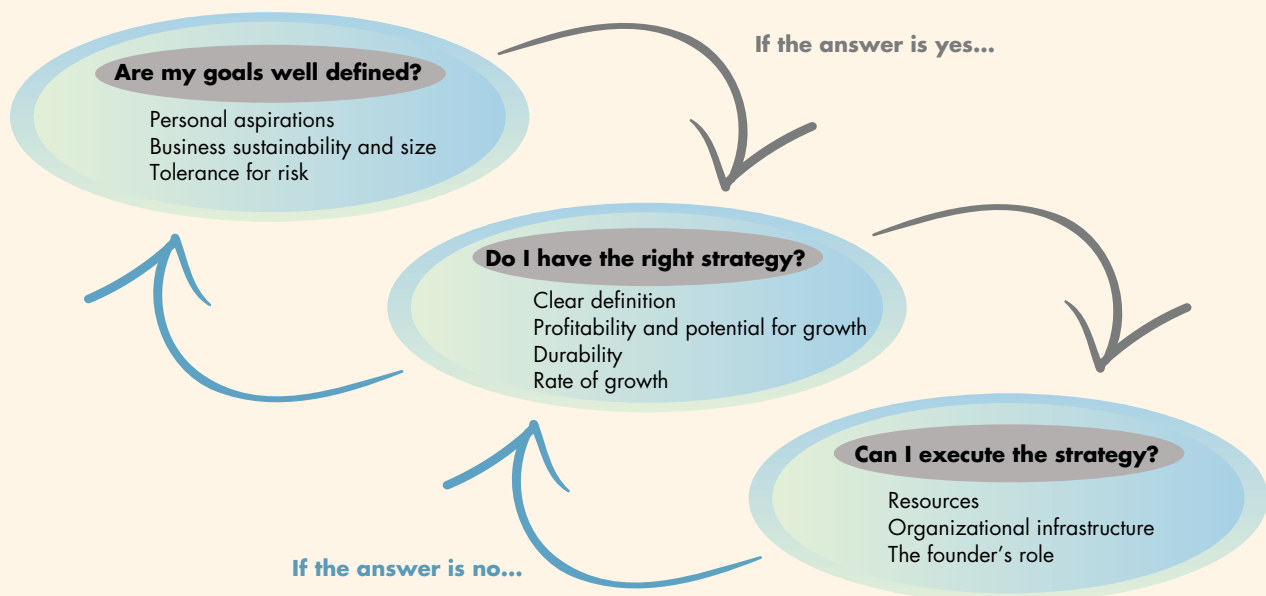 If the answer is yes...
Are my goals well defined?
Personal aspirations
Business sustainability and size
Tolerance for risk
Do I have the right strategy?
Clear definition
Profitability and potential for growth
Durability
Rate of growth
Can I execute the strategy?
Resources
Organizational infrastructure
The founder’s role
If the answer is no...